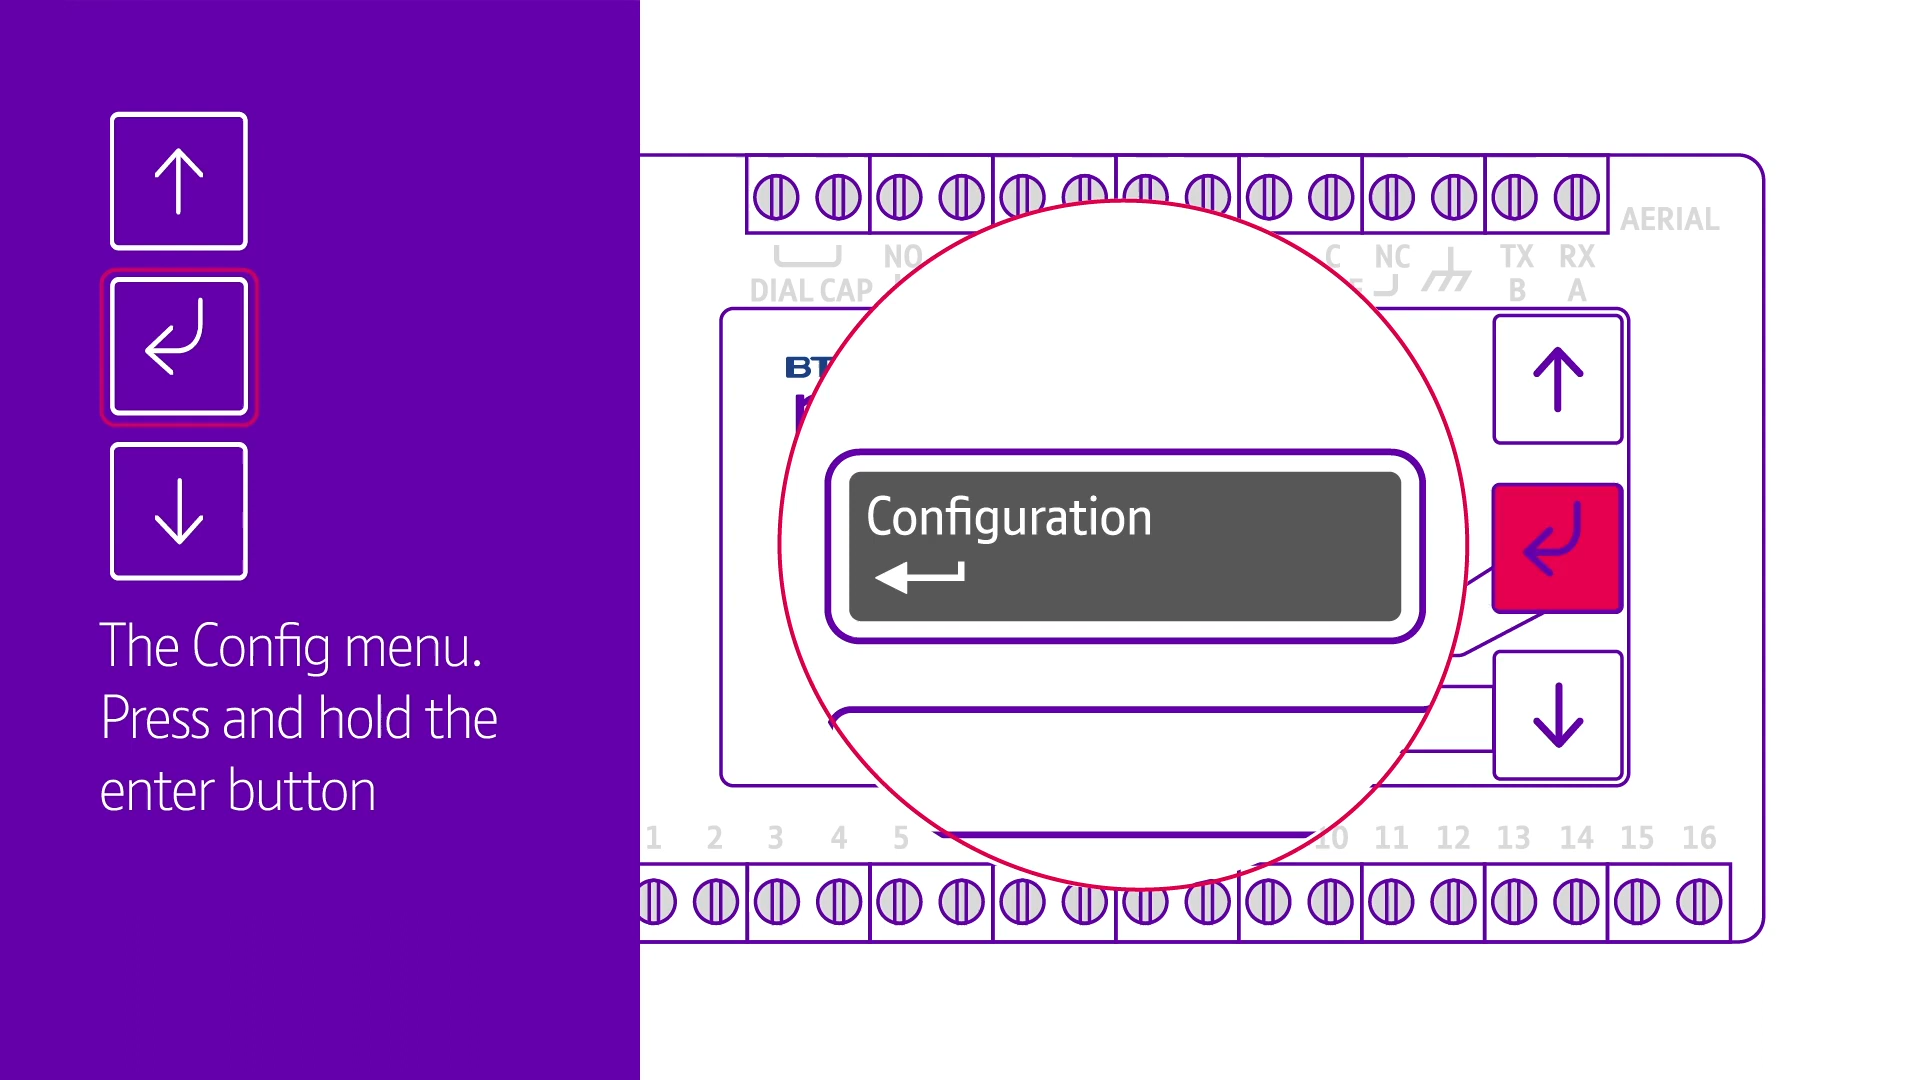 The Config menu.
Press and hold the
enter button
AERIAL
NO
C
NC
TX
RX
DIAL CAP
B
A
BT
Configuration
1 2 3 4 5 10 11 12 13 14 15 16